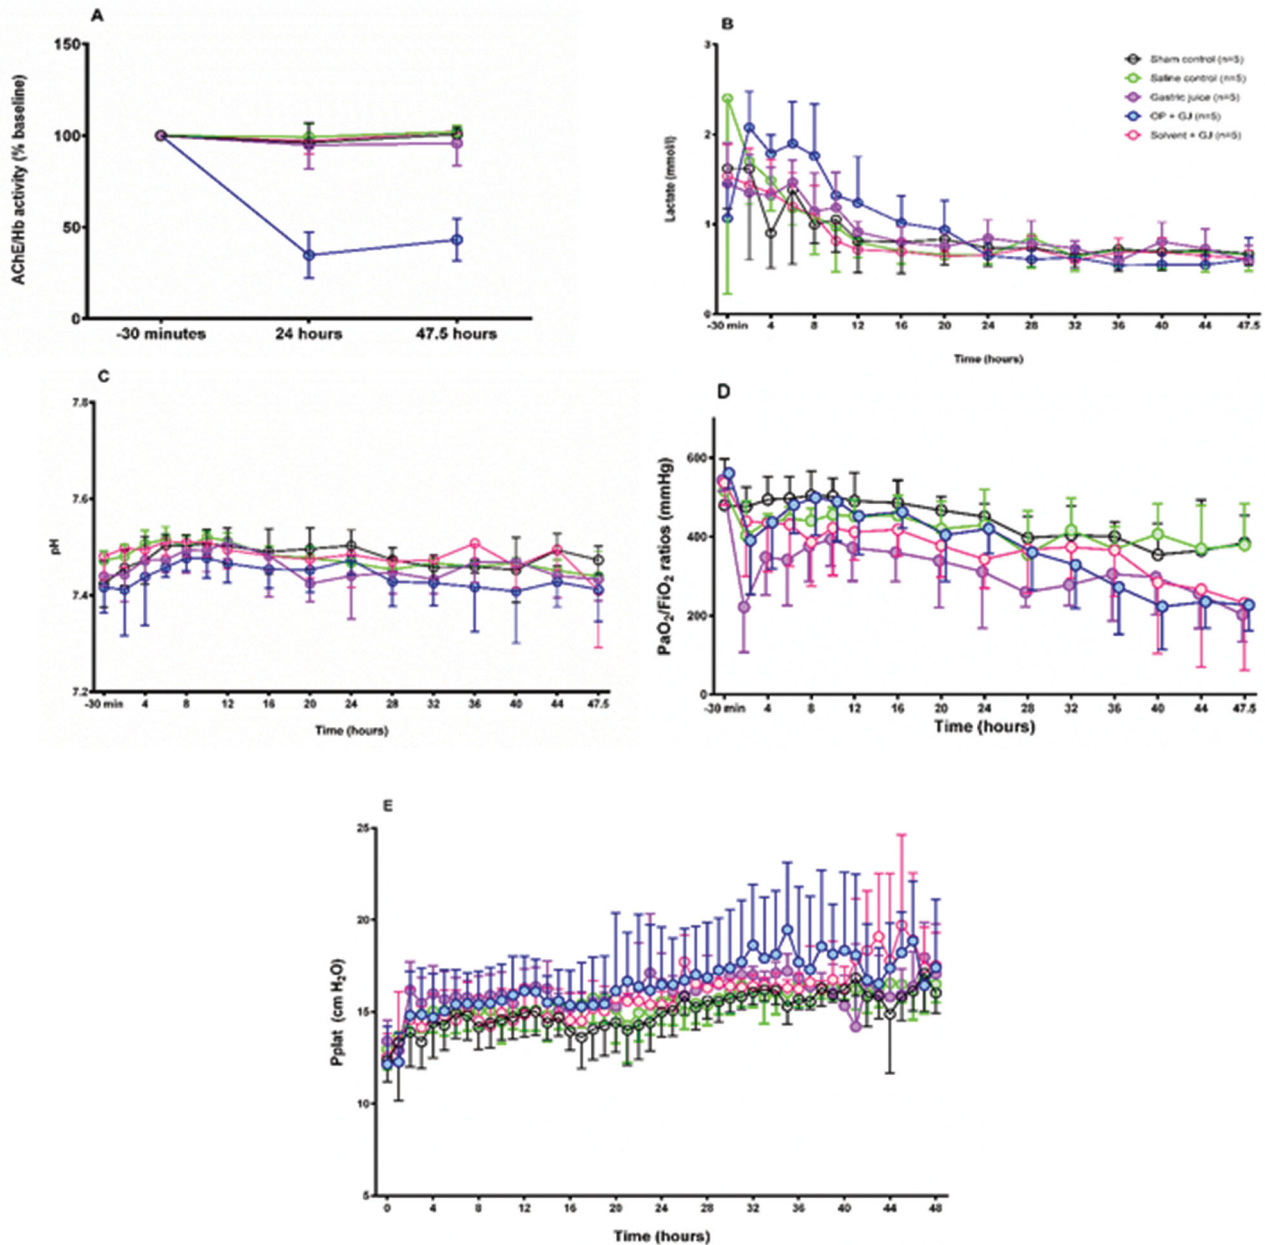 A
AChE/Hb activity (% baseline)
150
100
50
0
-30 minutes 24 hours 47.5 hours
B
Lactate (mmol/l)
3
2
1
0
-30 min 4 8 12 16 20 24 28 32 36 40 44 47.5
Time (hours)
Sham control (n=5)
Saline control (n=5)
Gastric juice (n=5)
OP + GJ (n=5)
Solvent + GJ (n=5)
C
pH
7.8
7.6
7.4
7.2
-30 min 4 8 12 16 20 24 28 32 36 40 44 47.5
Time (hours)
D
PaO2/FiO2 ratios (mmHg)
600
400
200
0
-30 min 4 8 12 16 20 24 28 32 36 40 44 47.5
Time (hours)
E
Pplat (cm H2O)
25
20
15
10
5
0 4 8 12 16 20 24 28 32 36 40 44 48
Time (hours)